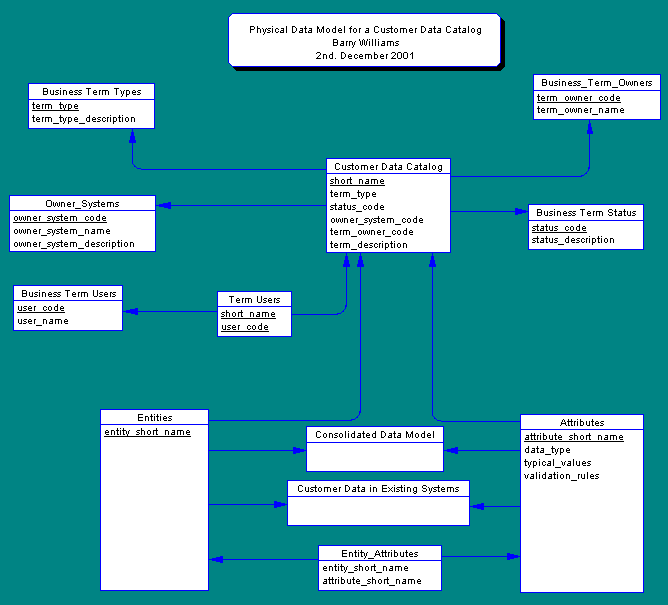 Physical Data Model for a Customer Data Catalog
Barry Williams
2nd. December 2001
Business Term Types
term_type
term_type_description
Business_Term_Owners
term_owner_code
term_owner_name
Customer Data Catalog
short_name
term_type
status_code
owner_system_code
term_owner_code
term_description
Owner_Systems
owner_system_code
owner_system_name
owner_system_description
Business Term Status
status_code
status_description
Business Term Users
user_code
user_name
Term Users
short_name
user_code
Entities
entity_short_name
Consolidated Data Model
Attributes
attribute_short_name
data_type
typical_values
validation_rules
Customer Data in Existing Systems
Entity_Attributes
entity_short_name
attribute_short_name